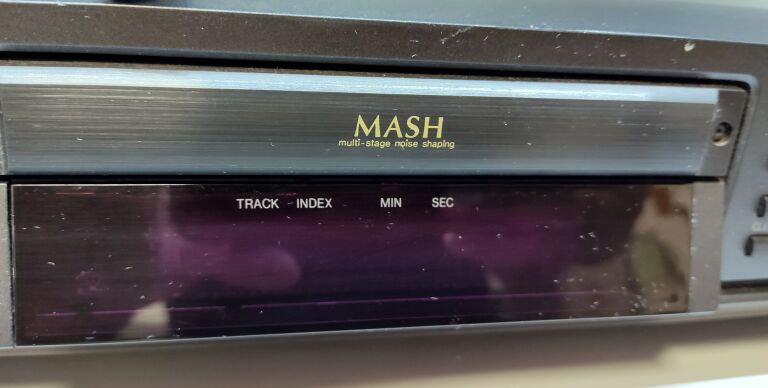 MASH
multi-stage noise shaping
TRACK INDEX MIN SEC